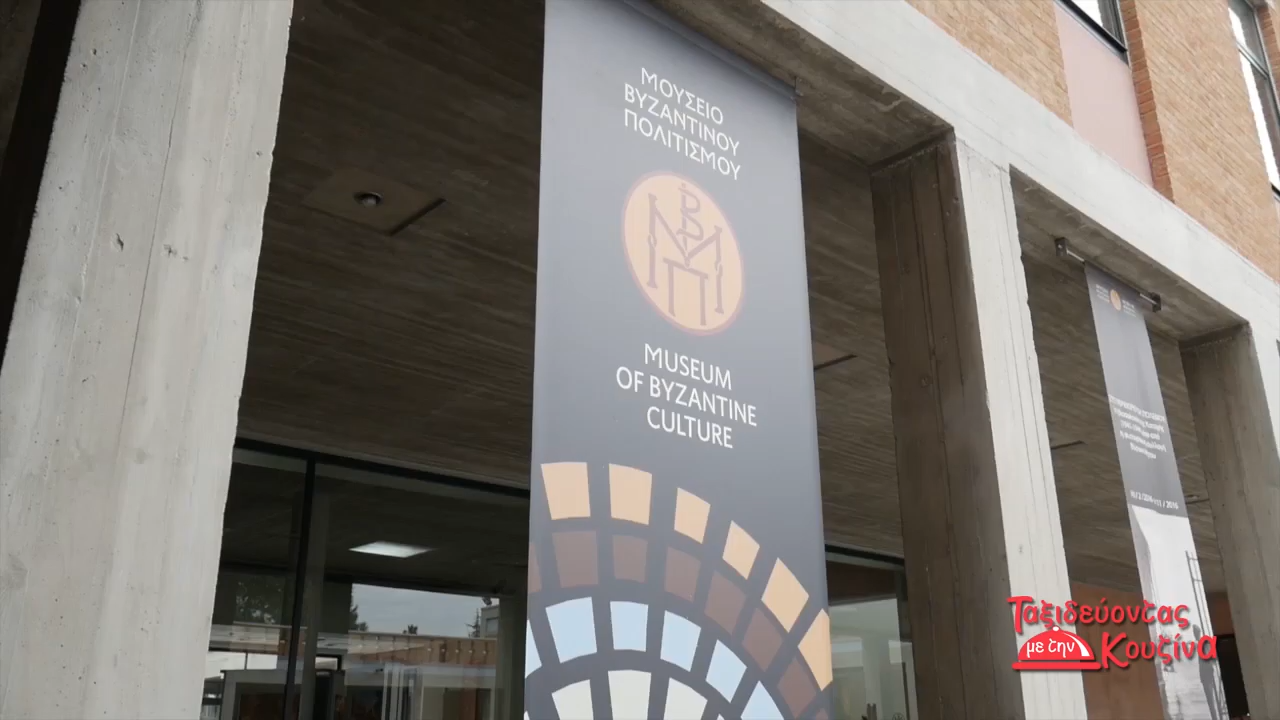 ΜΟΥΣΕΙΟ
ΒΥΖΑΝΤΙΝΟΥ
ΠΟΛΙΤΙΣΜΟΥ
MUSEUM
OF BYZANTINE
CULTURE
Ταξιδεύοντας
με την
Κουζίνα